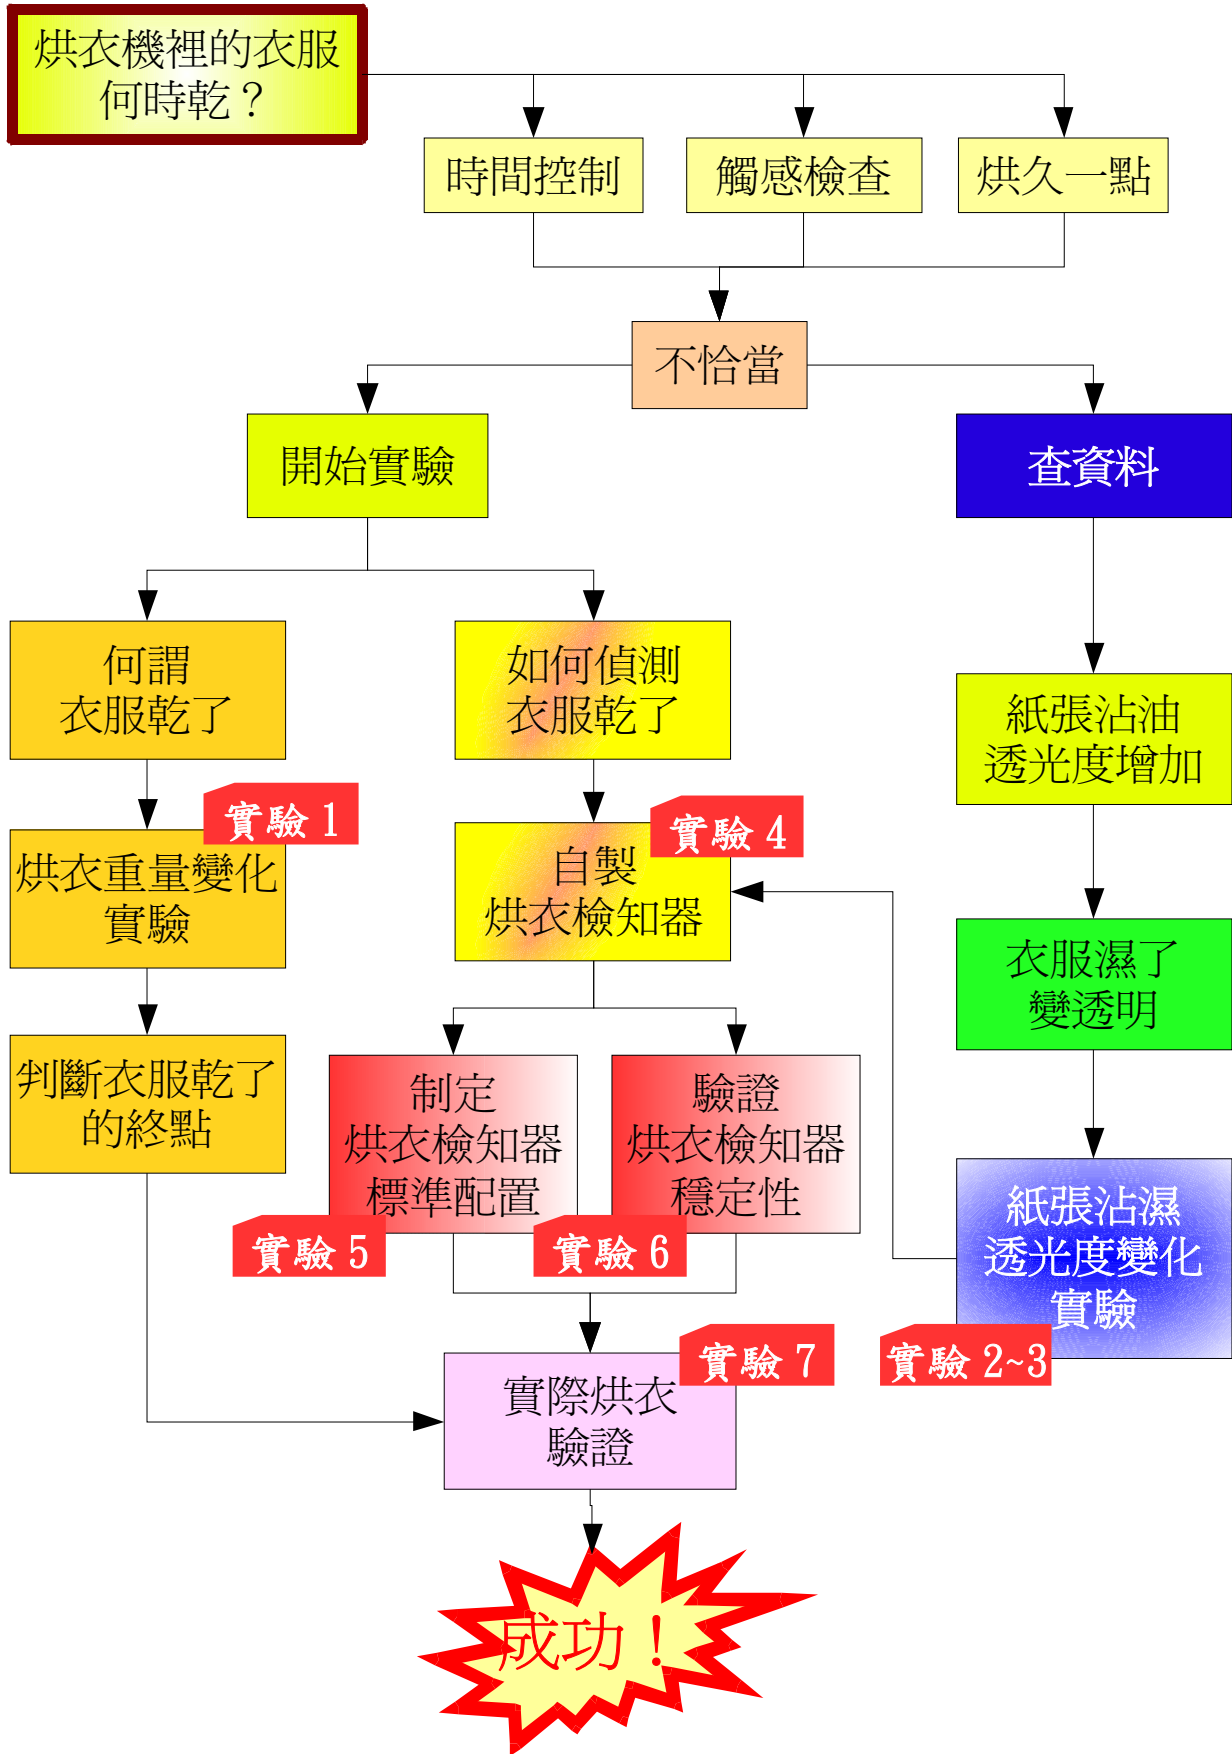 烘衣機裡的衣服
何時乾？
時間控制
觸感檢查
烘久一點
不恰當
開始實驗
查資料
何謂
衣服乾了
如何偵測
衣服乾了
紙張沾油
透光度增加
實驗 1
烘衣重量變化
實驗
實驗 4
自製
烘衣檢知器
衣服濕了
變透明
判斷衣服乾了
的終點
制定
烘衣檢知器
標準配置
實驗 5
驗證
烘衣檢知器
穩定性
實驗 6
紙張沾濕
透光度變化
實驗
實驗 2~3
實驗 7
實際烘衣
驗證
成功！